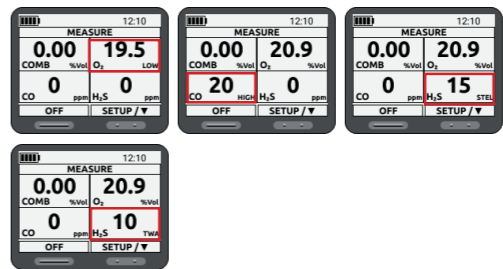 12:10
MEASURE
0.00 19.5
COMB %Vol O₂ LOW
0 0
CO ppm H₂S ppm
OFF SETUP / ▼
12:10
MEASURE
0.00 20.9
COMB %Vol O₂ %Vol
20 0
CO HIGH H₂S ppm
OFF SETUP / ▼
12:10
MEASURE
0.00 20.9
COMB %Vol O₂ %Vol
0 15
CO ppm H₂S STEL
OFF SETUP / ▼
12:10
MEASURE
0.00 20.9
COMB %Vol O₂ %Vol
0 10
CO ppm H₂S TWA
OFF SETUP / ▼